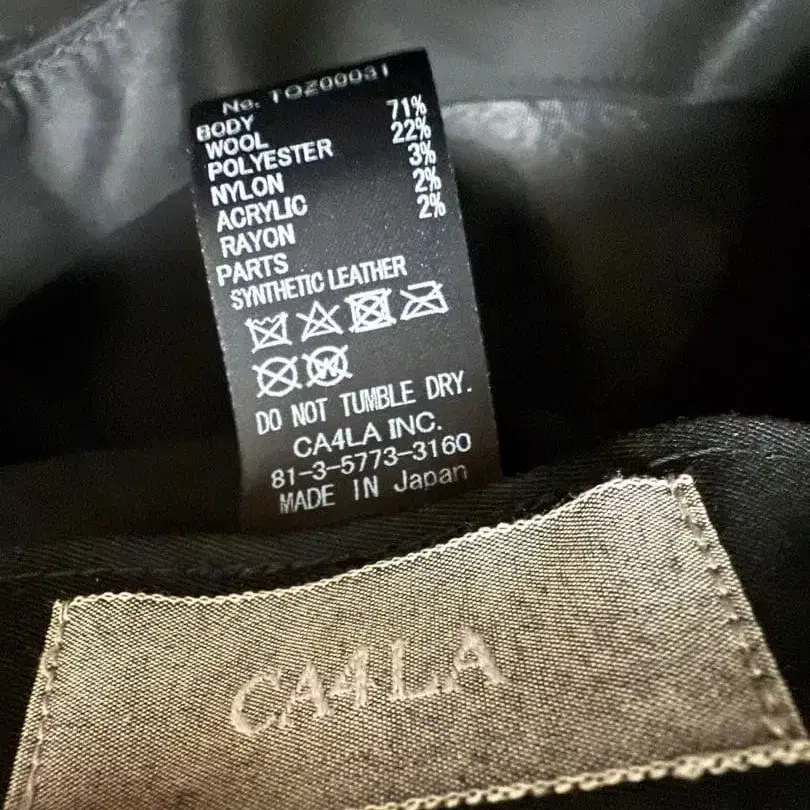 No. TOZ00031
BODY
WOOL 71%
POLYESTER 22%
NYLON 3%
ACRYLIC 2%
RAYON 2%
PARTS
SYNTHETIC LEATHER
W
DO NOT TUMBLE DRY.
CA4LA INC.
81-3-5773-3160
MADE IN Japan
CA4LA